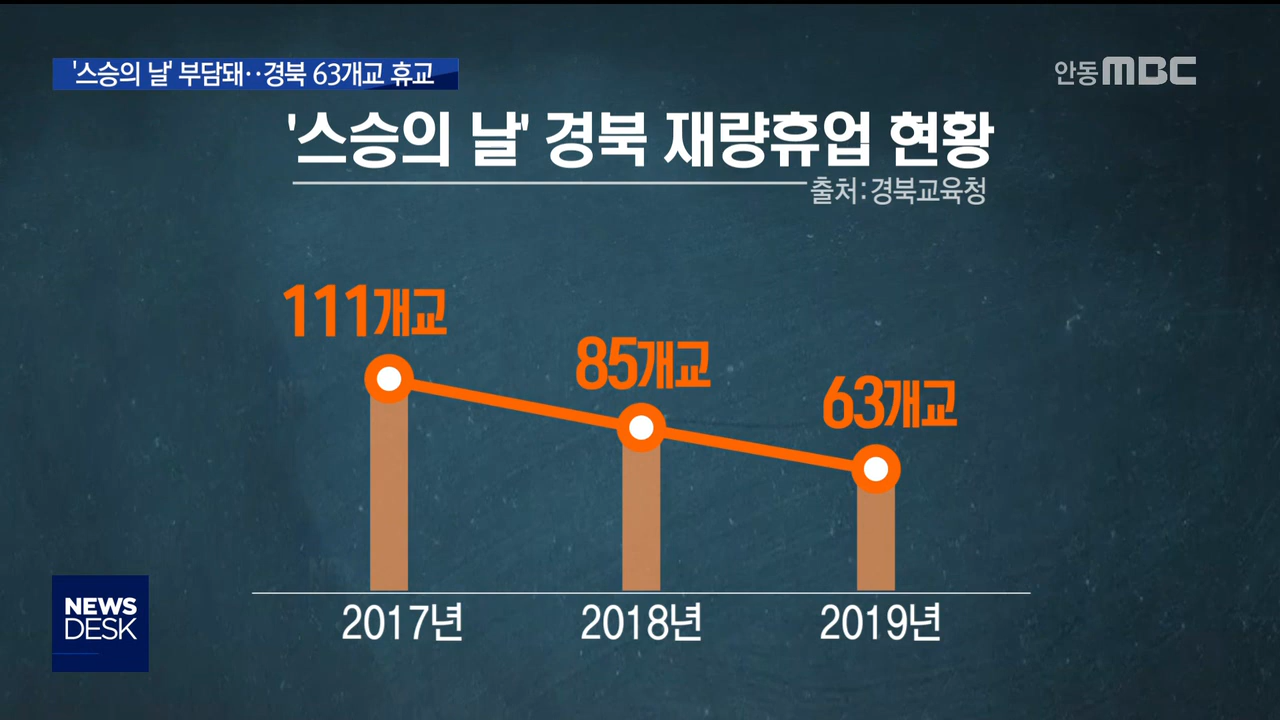 '스승의 날' 부담돼‥경북 63개교 휴교
안동MBC
'스승의 날' 경북 재량휴업 현황
출처:경북교육청
111개교
85개교
63개교
2017년
2018년
2019년
NEWS
DESK